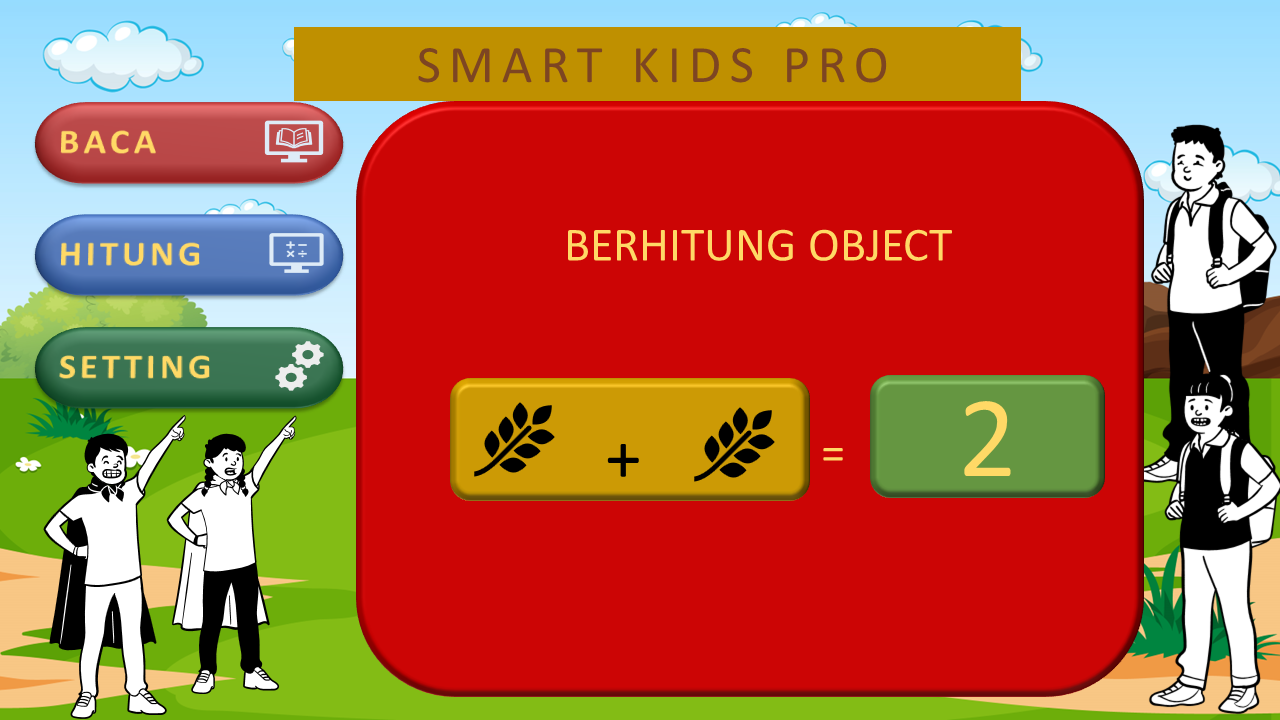 SMART KIDS PRO
BACA
HITUNG
SETTING
BERHITUNG OBJECT
+ = 2